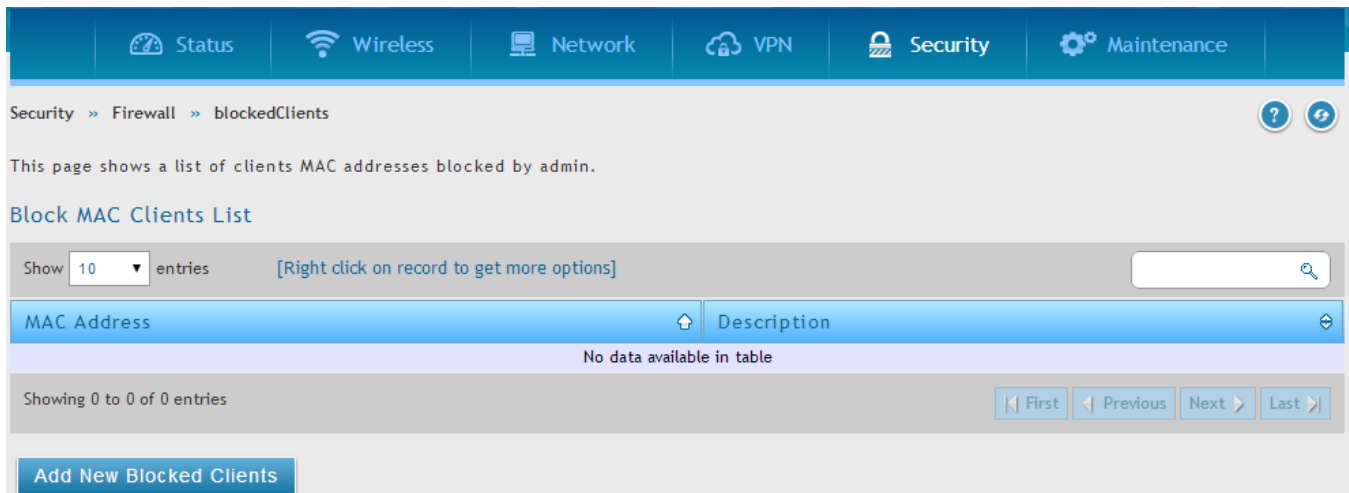 Status Wireless Network VPN Security Maintenance
Security » Firewall » blockedClients
This page shows a list of clients MAC addresses blocked by admin.
Block MAC Clients List
Show 10 entries [Right click on record to get more options]
MAC Address Description
No data available in table
Showing 0 to 0 of 0 entries First Previous Next Last
Add New Blocked Clients